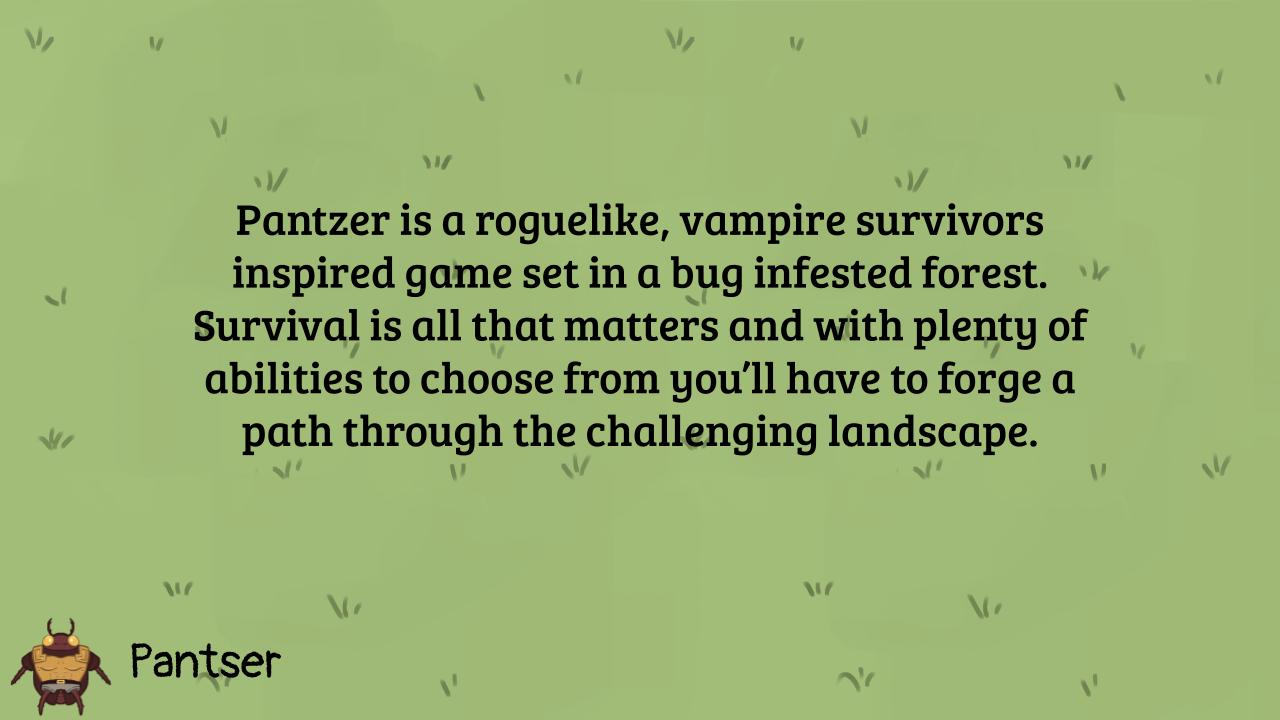 Pantzer is a roguelike, vampire survivors
inspired game set in a bug infested forest.
Survival is all that matters and with plenty of
abilities to choose from you’ll have to forge a
path through the challenging landscape.
Pantser